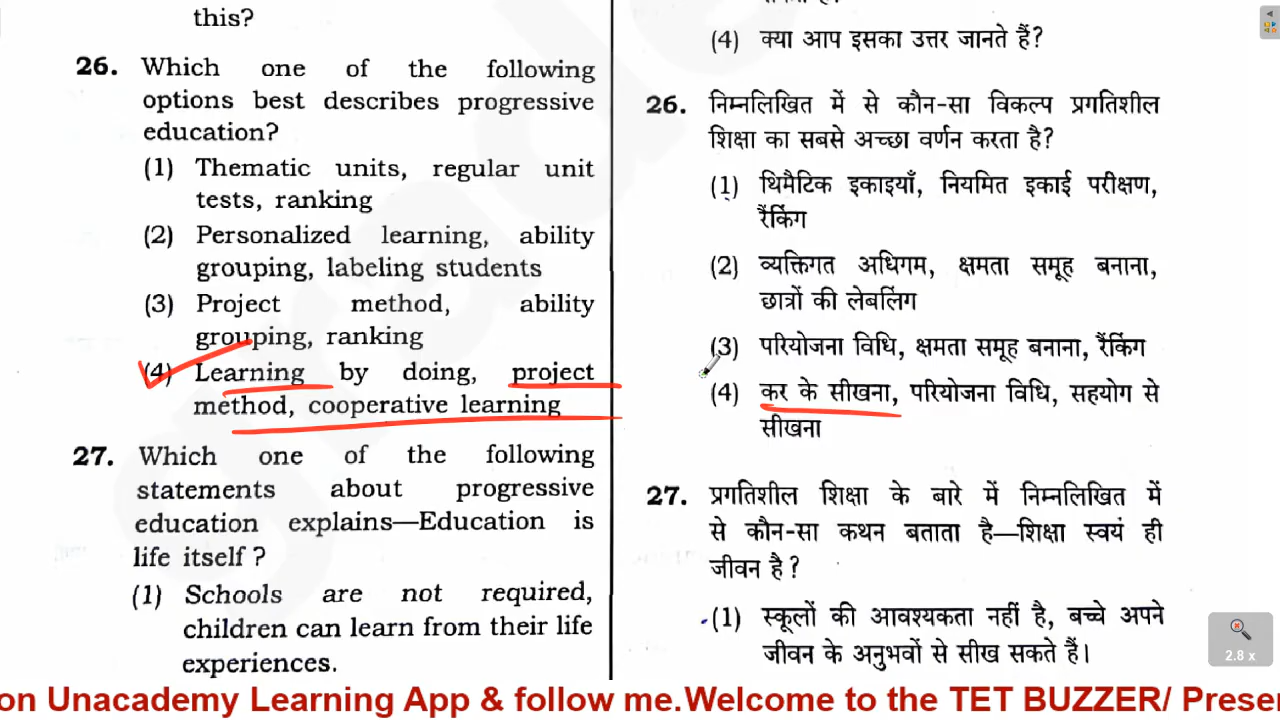 this?
26. Which one of the following
options best describes progressive
education?
(1) Thematic units, regular unit
tests, ranking
(2) Personalized learning, ability
grouping, labeling students
(3) Project method, ability
grouping, ranking
(4) Learning by doing, project
method, cooperative learning
27. Which one of the following
statements about progressive
education explains—Education is
life itself ?
(1) Schools are not required,
children can learn from their life
experiences.
(4) क्या आप इसका उत्तर जानते हैं?
26. निम्नलिखित में से कौन-सा विकल्प प्रगतिशील
शिक्षा का सबसे अच्छा वर्णन करता है?
(1) थिमैटिक इकाइयाँ, नियमित इकाई परीक्षण,
रैंकिंग
(2) व्यक्तिगत अधिगम, क्षमता समूह बनाना,
छात्रों की लेबलिंग
(3) परियोजना विधि, क्षमता समूह बनाना, रैंकिंग
(4) कर के सीखना, परियोजना विधि, सहयोग से
सीखना
27. प्रगतिशील शिक्षा के बारे में निम्नलिखित में
से कौन-सा कथन बताता है—शिक्षा स्वयं ही
जीवन है?
(1) स्कूलों की आवश्यकता नहीं है, बच्चे अपने
जीवन के अनुभवों से सीख सकते हैं।
2.8 x
on Unacademy Learning App & follow me.Welcome to the TET BUZZER/ Presen